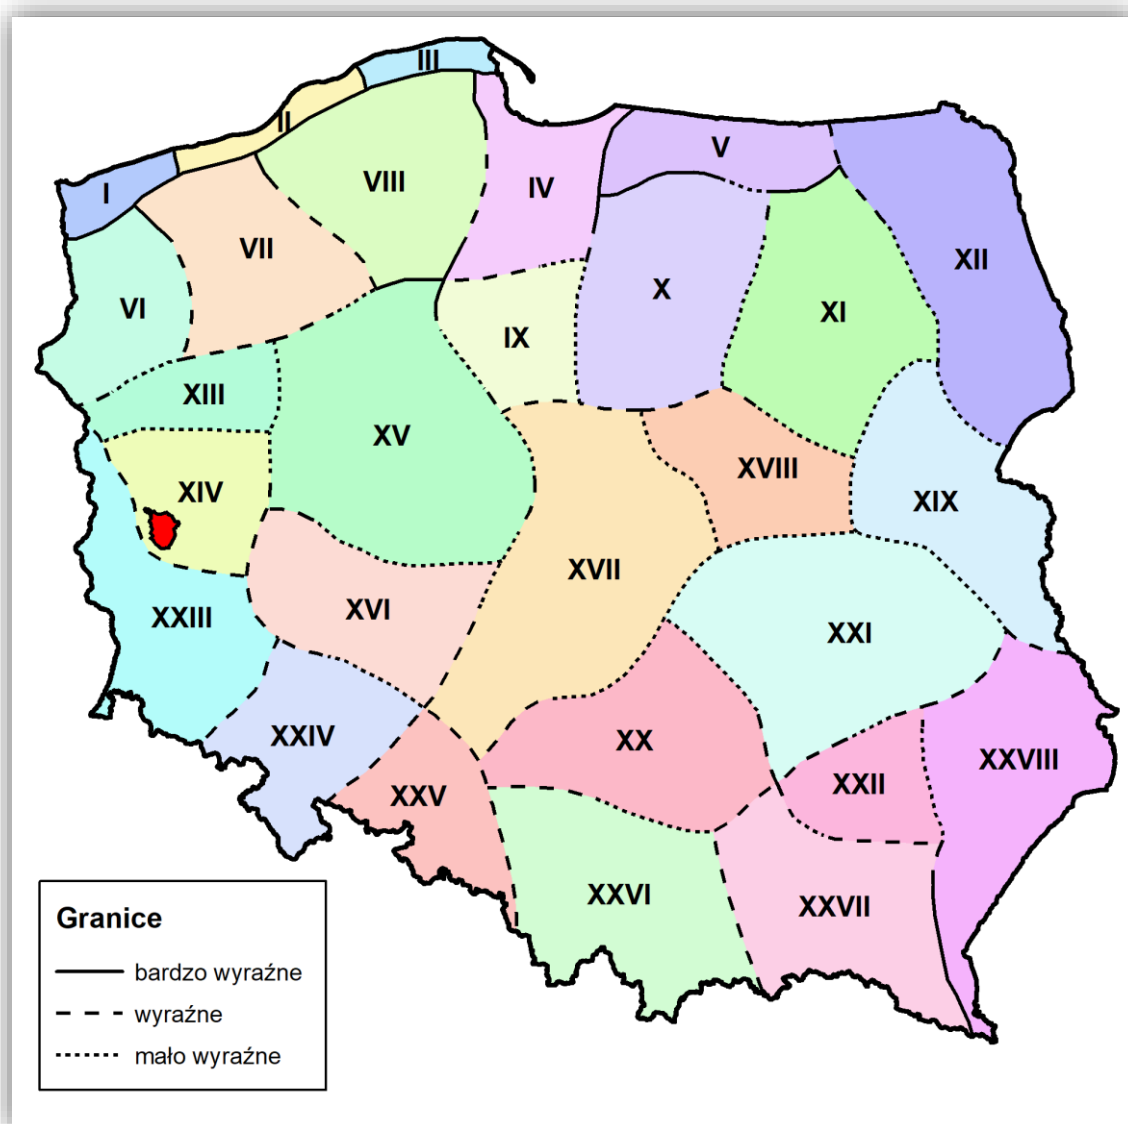 III
II
V
I
VIII
IV
VII
XII
X
VI
XI
IX
XIII
XV
XVIII
XIV
XIX
XVII
XVI
XXIII
XXI
XXIV
XX
XXVIII
XXII
XXV
XXVI
XXVII
Granice
bardzo wyraźne
wyraźne
mało wyraźne